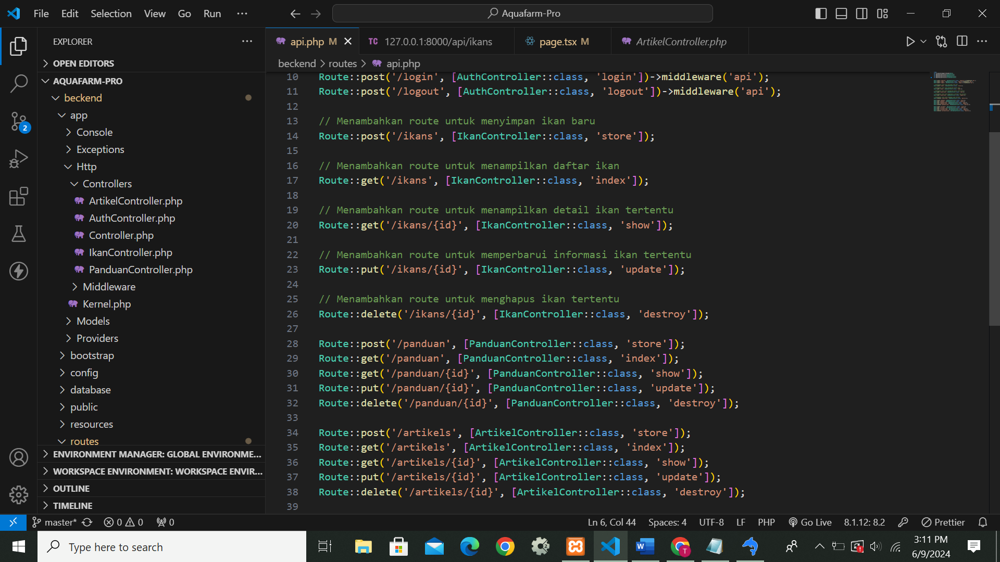 File Edit Selection View Go Run ··· Aquafarm-Pro
EXPLORER ···
OPEN EDITORS
AQUAFARM-PRO
beckend
app
Console
Exceptions
Http
Controllers
ArtikelController.php
AuthController.php
Controller.php
IkanController.php
PanduanController.php
Middleware
Kernel.php
Models
Providers
bootstrap
config
database
public
resources
routes
ENVIRONMENT MANAGER: GLOBAL ENVIRONME...
WORKSPACE ENVIRONMENT: WORKSPACE ENVIR...
OUTLINE
TIMELINE
2
api.php M TC 127.0.0.1:8000/api/ikans page.tsx M ArtikelController.php
beckend > routes > api.php
10 Route::post('/login', [AuthController::class, 'login'])->middleware('api');
11 Route::post('/logout', [AuthController::class, 'logout'])->middleware('api');
12
13 // Menambahkan route untuk menyimpan ikan baru
14 Route::post('/ikans', [IkanController::class, 'store']);
15
16 // Menambahkan route untuk menampilkan daftar ikan
17 Route::get('/ikans', [IkanController::class, 'index']);
18
19 // Menambahkan route untuk menampilkan detail ikan tertentu
20 Route::get('/ikans/{id}', [IkanController::class, 'show']);
21
22 // Menambahkan route untuk memperbarui informasi ikan tertentu
23 Route::put('/ikans/{id}', [IkanController::class, 'update']);
24
25 // Menambahkan route untuk menghapus ikan tertentu
26 Route::delete('/ikans/{id}', [IkanController::class, 'destroy']);
27
28 Route::post('/panduan', [PanduanController::class, 'store']);
29 Route::get('/panduan', [PanduanController::class, 'index']);
30 Route::get('/panduan/{id}', [PanduanController::class, 'show']);
31 Route::put('/panduan/{id}', [PanduanController::class, 'update']);
32 Route::delete('/panduan/{id}', [PanduanController::class, 'destroy']);
33
34 Route::post('/artikels', [ArtikelController::class, 'store']);
35 Route::get('/artikels', [ArtikelController::class, 'index']);
36 Route::get('/artikels/{id}', [ArtikelController::class, 'show']);
37 Route::put('/artikels/{id}', [ArtikelController::class, 'update']);
38 Route::delete('/artikels/{id}', [ArtikelController::class, 'destroy']);
39
master* 0 0 0 Ln 6, Col 44 Spaces: 4 UTF-8 LF PHP Go Live 8.1.12: 8.2 Prettier
Type here to search
3:11 PM
6/9/2024